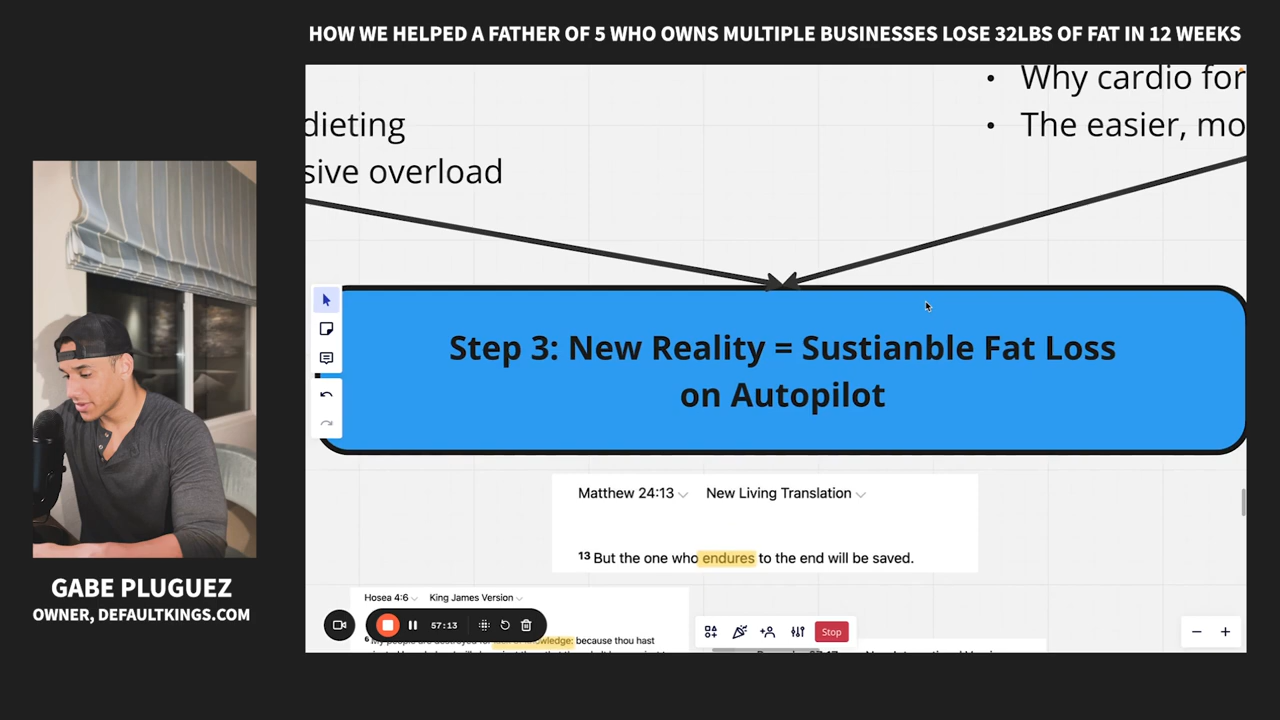 HOW WE HELPED A FATHER OF 5 WHO OWNS MULTIPLE BUSINESSES LOSE 32LBS OF FAT IN 12 WEEKS
Why cardio for
dieting
The easier, mo
sive overload
Step 3: New Reality = Sustianble Fat Loss
on Autopilot
Matthew 24:13 New Living Translation
13 But the one who endures to the end will be saved.
GABE PLUGUEZ
OWNER, DEFAULTKINGS.COM
Hosea 4:6 King James Version
57:13
Stop
because thou hast